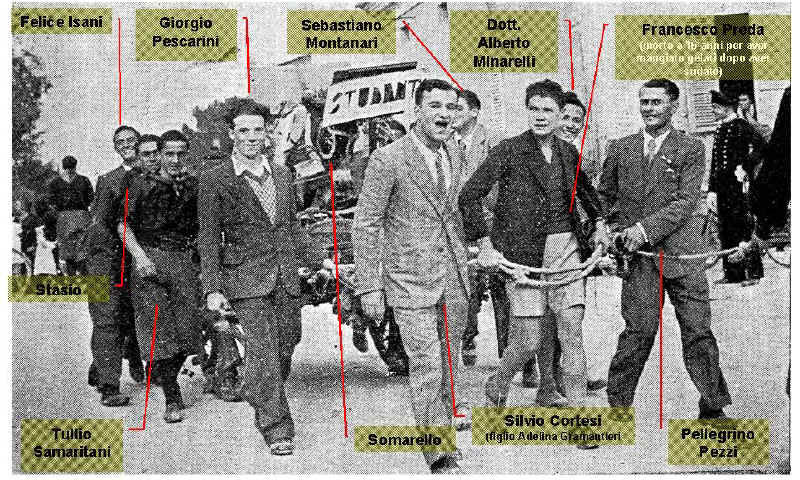 Felice Isani
Giorgio
Pescarini
Sebastiano
Montanari
Dott.
Alberto
Minarelli
Francesco Preda
(morto a 16 anni per aver
mangiato gelati dopo aver
sudato)
STUDNT
Stasio
Tullio
Samaritani
Somarello
Silvio Cortesi
(figlio Adelina Gramantieri
Pellegrino
Pezzi